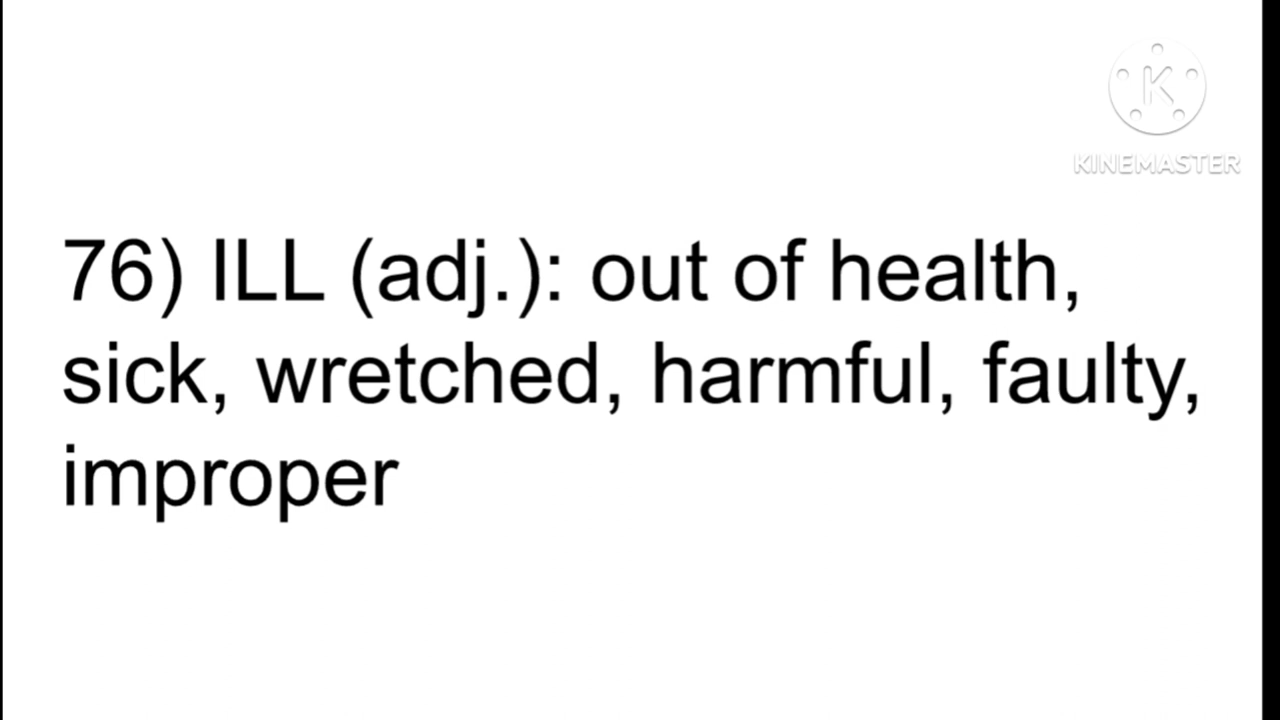 KINEMASTER
76) ILL (adj.): out of health,
sick, wretched, harmful, faulty,
improper